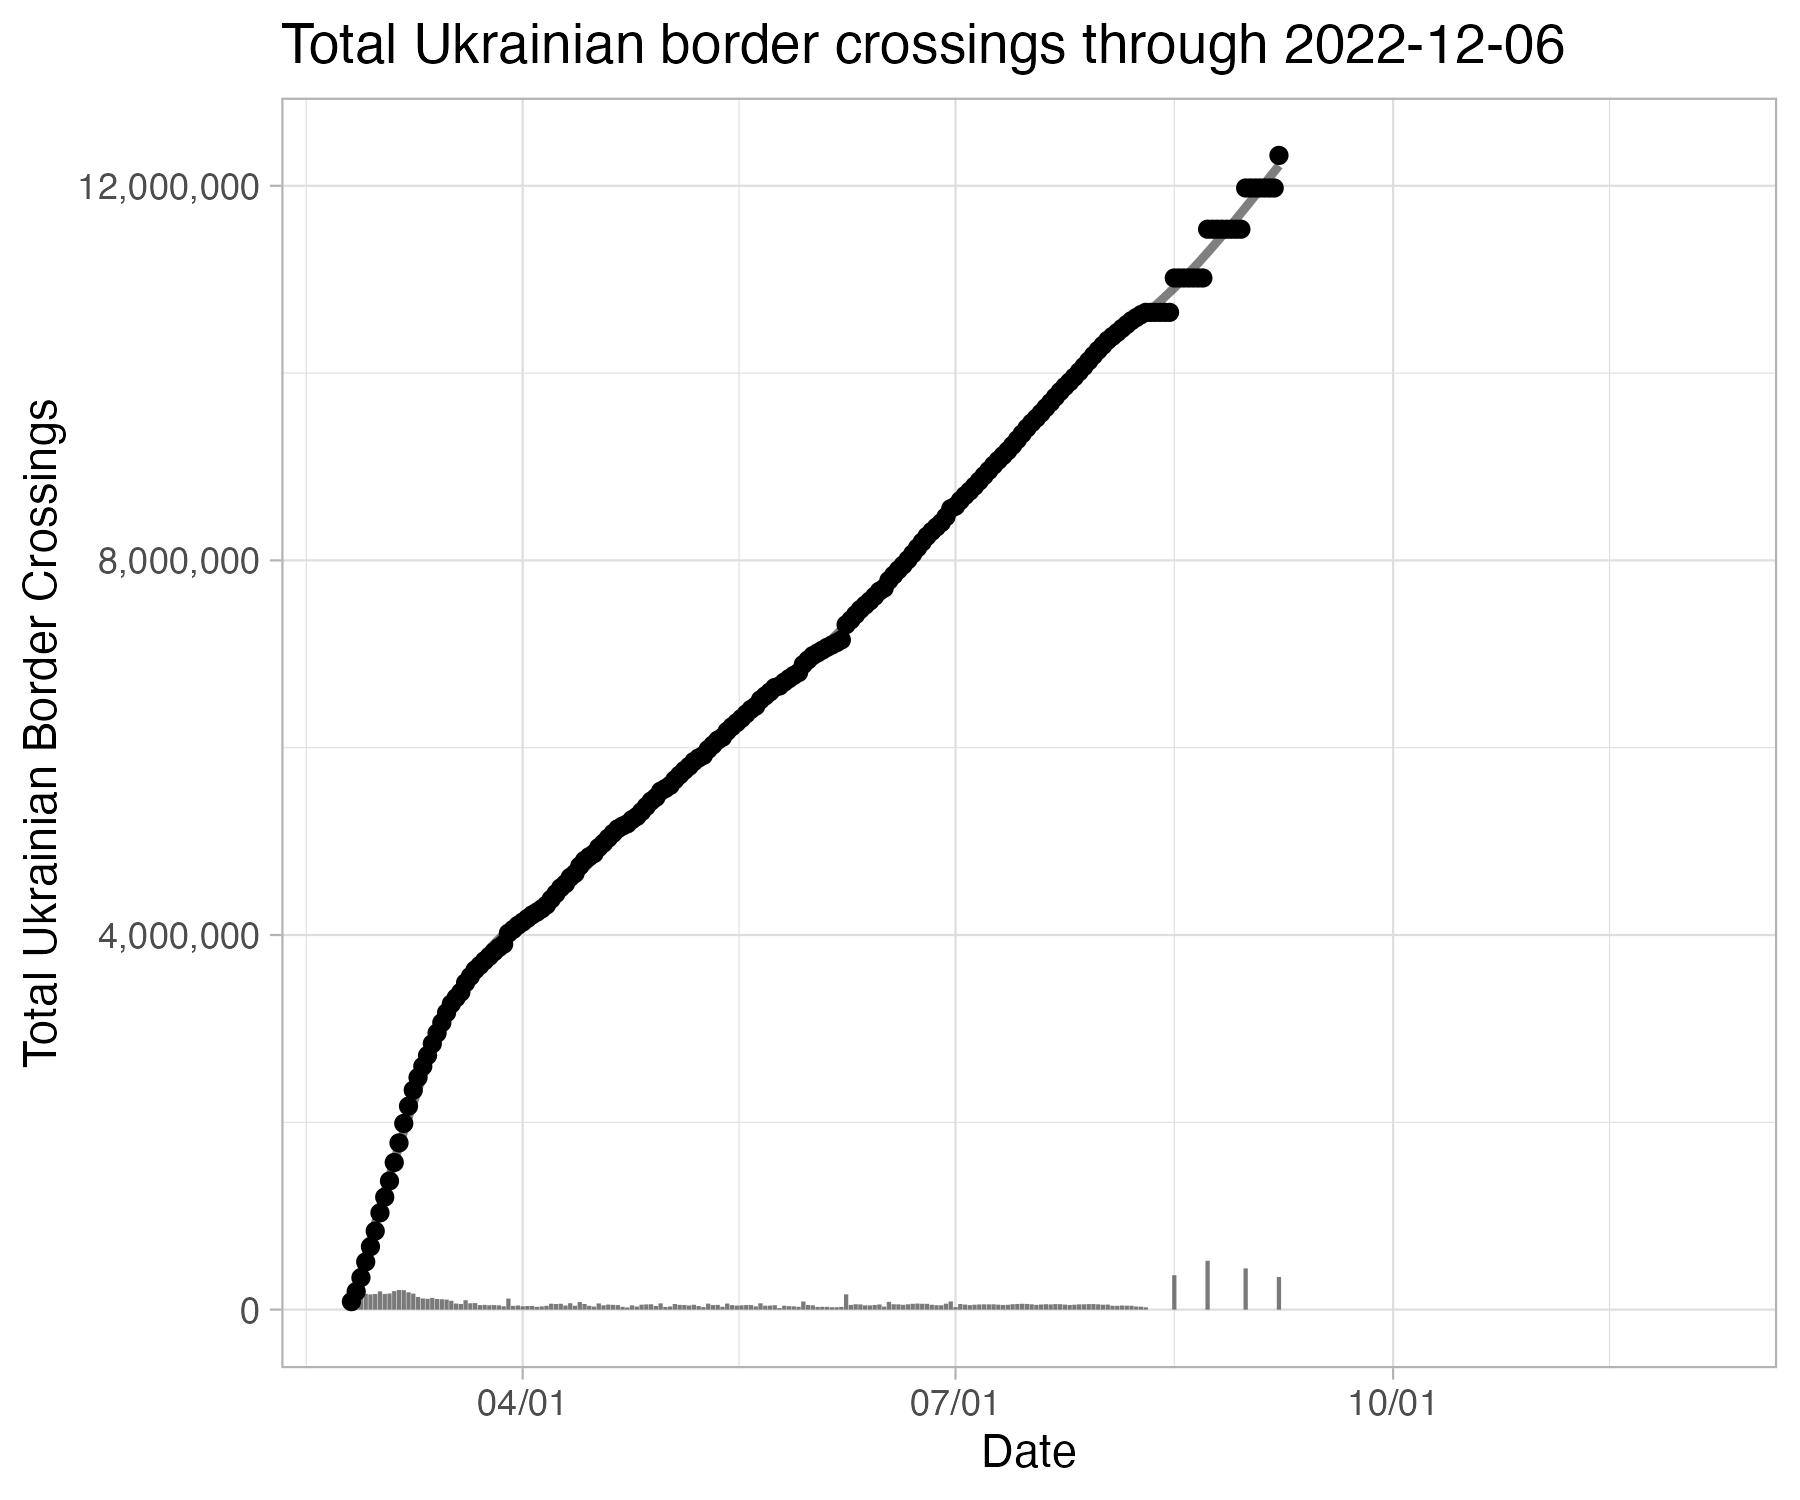 Total Ukrainian border crossings through 2022-12-06
Total Ukrainian Border Crossings
12,000,000
8,000,000
4,000,000
0
04/01
07/01
10/01
Date